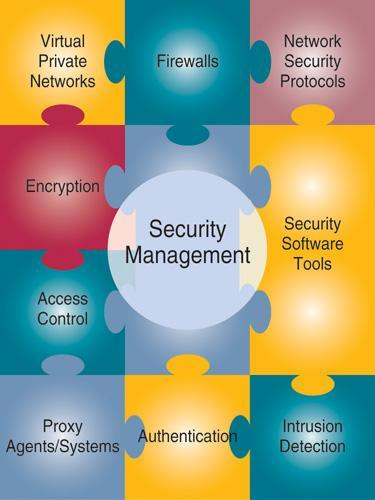 Virtual
Private
Networks
Firewalls
Network
Security
Protocols
Encryption
Security
Management
Security
Software
Tools
Access
Control
Proxy
Agents/Systems
Authentication
Intrusion
Detection